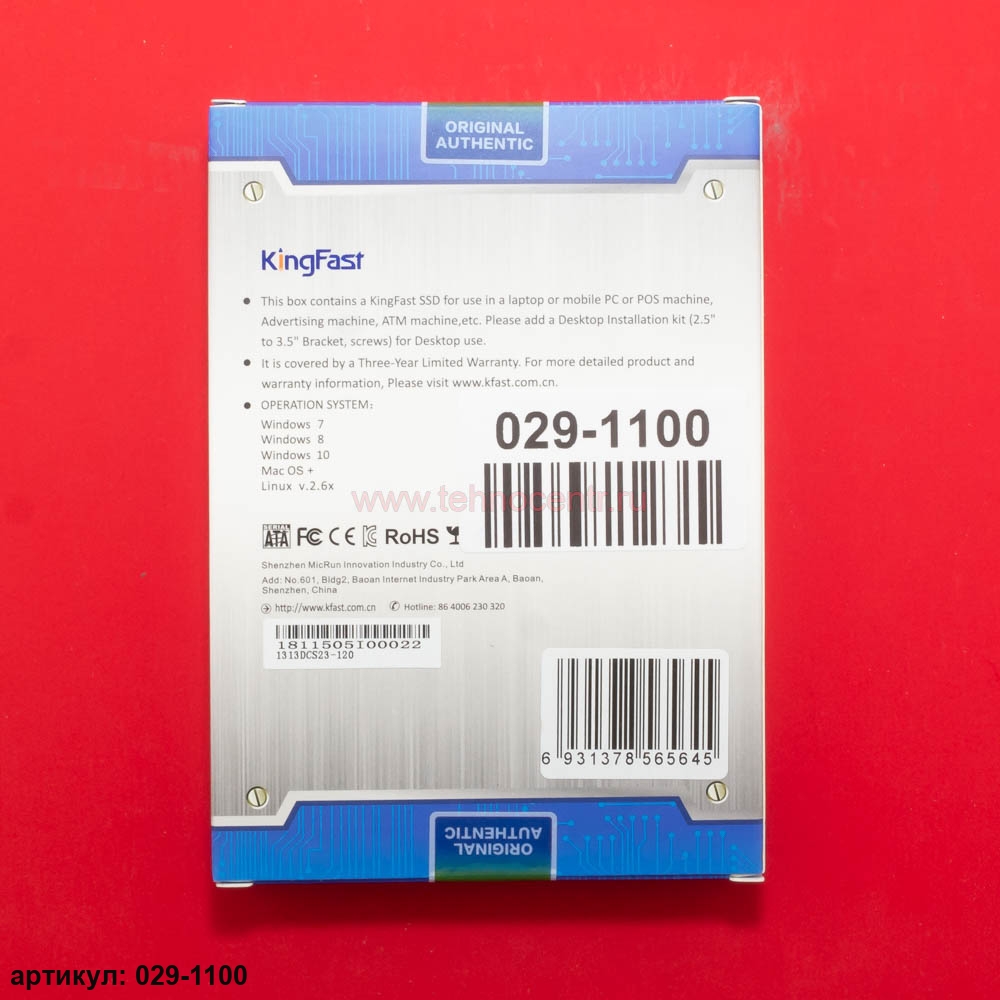 ORIGINAL
AUTHENTIC
KingFast
● This box contains a KingFast SSD for use in a laptop or mobile PC or POS machine,
Advertising machine, ATM machine,etc. Please add a Desktop Installation kit (2.5"
to 3.5" Bracket, screws) for Desktop use.
● It is covered by a Three-Year Limited Warranty. For more detailed product and
warranty information, Please visit www.kfast.com.cn.
● OPERATION SYSTEM:
Windows 7
Windows 8
Windows 10
Mac OS +
Linux v.2.6x
029-1100
www.tehnocentr.ru
SERIAL
ATA FC CE RoHS
Shenzhen MicRun Innovation Industry Co., Ltd
Add: No.601, Bldg2, Baoan Internet Industry Park Area A, Baoan,
Shenzhen, China
http://www.kfast.com.cn Hotline: 86 4006 230 320
1811505I00022
1313DCS23-120
6 931378 565645
ORIGINAL
AUTHENTIC
артикул: 029-1100